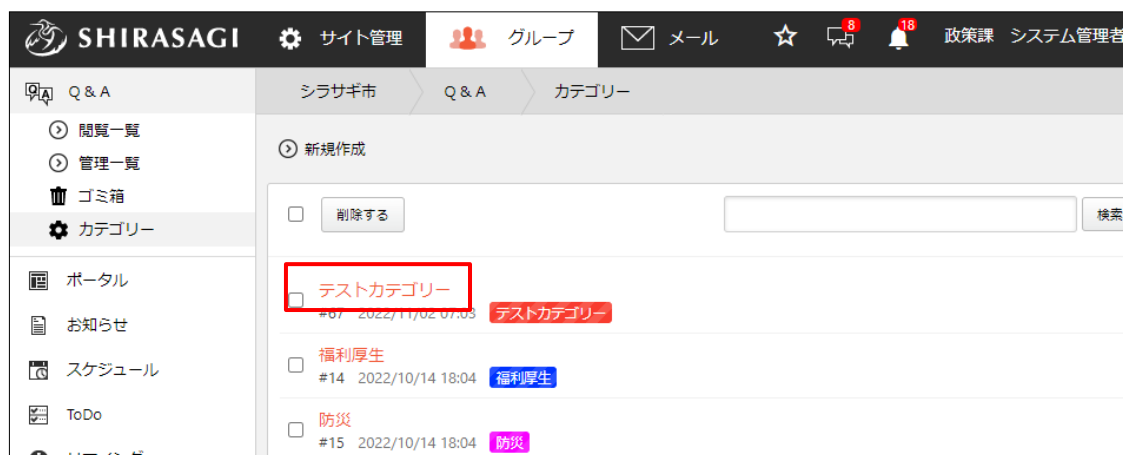 SHIRASAGI サイト管理 グループ メール 8 18 政策課 システム管理者
Q&A
シラサギ市 Q&A カテゴリー
閲覧一覧
管理一覧
ゴミ箱
カテゴリー
ポータル
お知らせ
スケジュール
ToDo
新規作成
削除する 検索
テストカテゴリー
#67 2022/11/02 07:03 テストカテゴリー
福利厚生
#14 2022/10/14 18:04 福利厚生
防災
#15 2022/10/14 18:04 防災